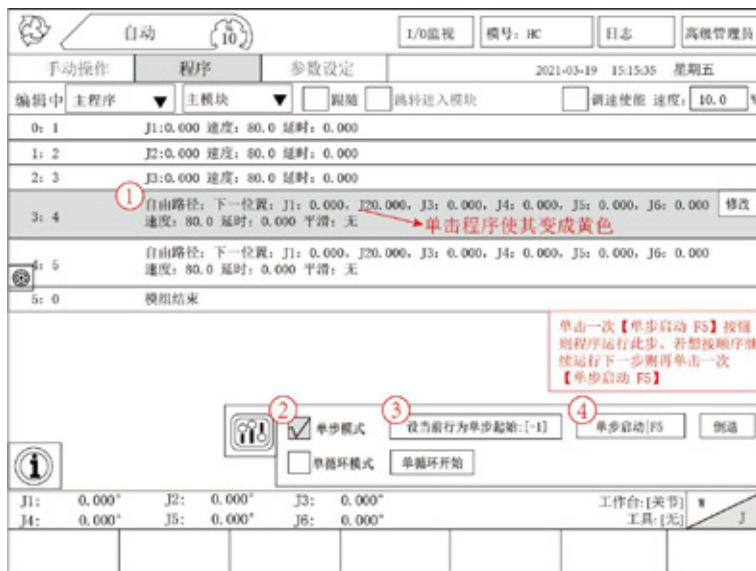 自动
%
10
I/O监视
模号: HC
日志
高级管理员
手动操作
程序
参数设定
2021-03-19 15:15:35 星期五
编辑中
主程序
主模块
跟随
跳转进入模块
调速使能 速度: 10.0 %
0: 1 J1:0.000 速度: 80.0 延时: 0.000
1: 2 J2:0.000 速度: 80.0 延时: 0.000
2: 3 J3:0.000 速度: 80.0 延时: 0.000
①
3: 4 自由路径: 下一位置: J1: 0.000, J20.000, J3: 0.000, J4: 0.000, J5: 0.000, J6: 0.000 修改
速度: 80.0 延时: 0.000 平滑: 无
单击程序使其变成黄色
4: 5 自由路径: 下一位置: J1: 0.000, J20.000, J3: 0.000, J4: 0.000, J5: 0.000, J6: 0.000
速度: 80.0 延时: 0.000 平滑: 无
5: 0 模组结束
单击一次【单步启动 F5】按钮
则程序运行此步。若想按顺序继
续运行下一步则再单击一次
【单步启动 F5】
② 单步模式
③ 设当前行为单步起始:[-1]
④ 单步启动|F5
倒退
单循环模式
单循环开始
J1: 0.000° J2: 0.000° J3: 0.000°
J4: 0.000° J5: 0.000° J6: 0.000°
工作台:[关节]
工具:[无]
W
J